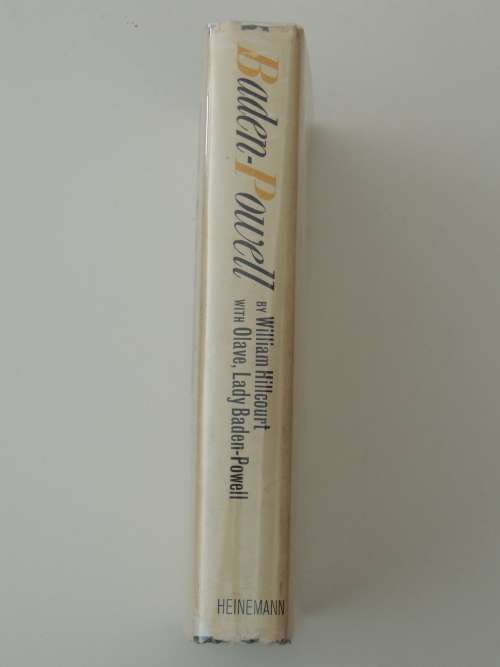 Baden-Powell
BY William Hillcourt
WITH Olave, Lady Baden-Powell
HEINEMANN